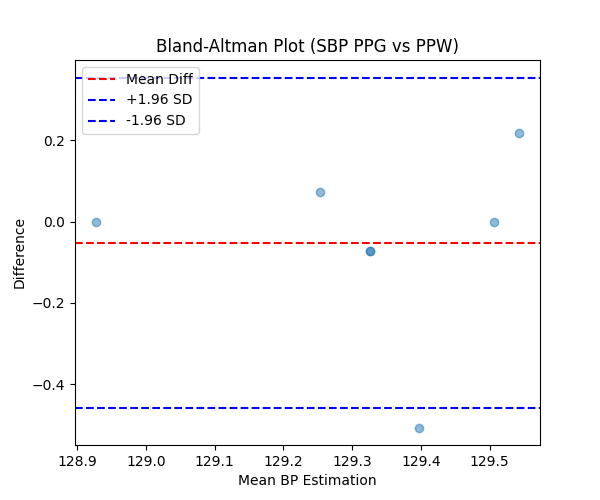 Bland-Altman Plot (SBP PPG vs PPW)
Mean Diff
+1.96 SD
-1.96 SD
0.2
0.0
−0.2
−0.4
Difference
128.9 129.0 129.1 129.2 129.3 129.4 129.5
Mean BP Estimation